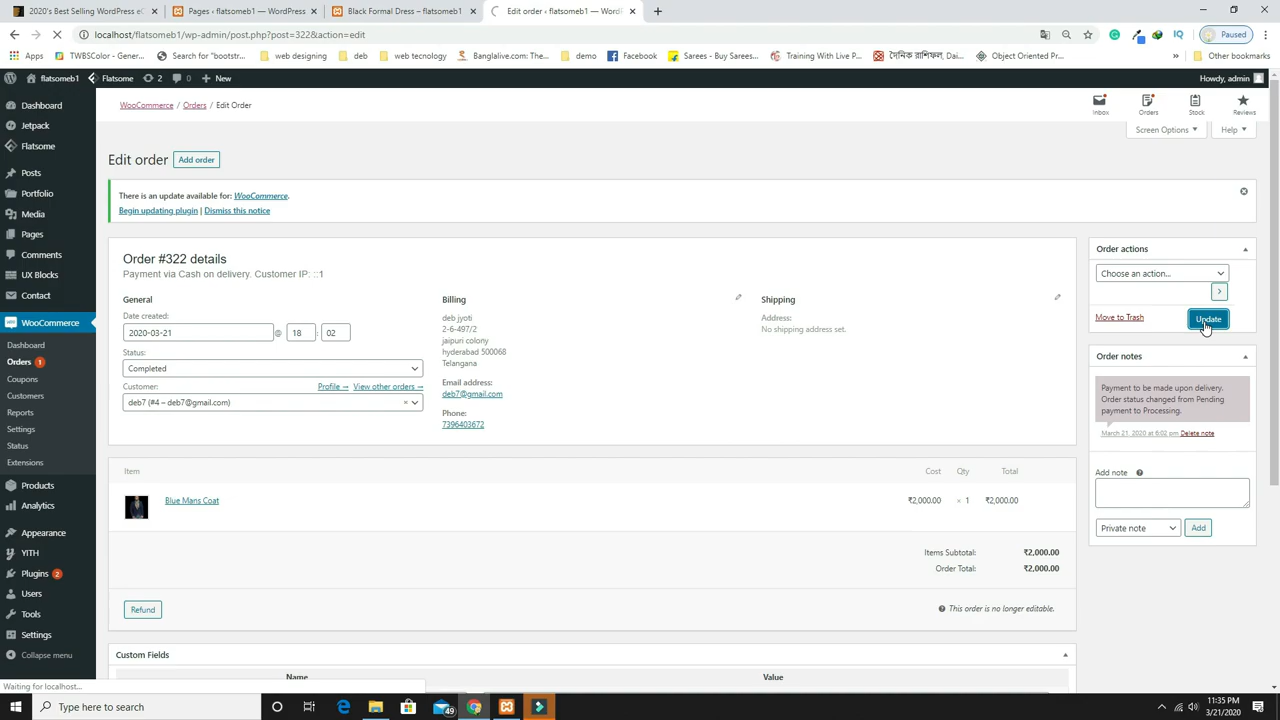 2020's Best Selling WordP
Pages ‹ flatsomeb1 — WordPress
Black Formal Dress – flatsomeb1
Edit order ‹ flatsomeb1 — WordPr
localhost/flatsomeb1/wp-admin/post.php?post=322&action=edit
Paused
Apps
TWBSColor - Gener
Search for "bootstr...
web designing
deb
web tecnology
Banglalive.com: The...
demo
Facebook
Sarees - Buy Sarees...
Training With Live P...
দৈনিক রাশিফল, Dai...
Object Oriented Pr...
»
Other bookmarks
flatsomeb1
Flatsome
2
0
+ New
Howdy, admin
Dashboard
Jetpack
Flatsome
Posts
Portfolio
Media
Pages
Comments
UX Blocks
Contact
WooCommerce
Dashboard
Orders 1
Coupons
Customers
Reports
Settings
Status
Extensions
Products
Analytics
Appearance
YITH
Plugins 2
Users
Tools
Settings
Collapse menu
WooCommerce / Orders / Edit Order
Inbox
Orders
Stock
Reviews
Screen Options
Help
Edit order
Add order
There is an update available for: WooCommerce.
Begin updating plugin | Dismiss this notice
Order #322 details
Payment via Cash on delivery. Customer IP: ::1
General
Date created:
2020-03-21 @ 18 : 02
Status:
Completed
Customer:
Profile →
View other orders →
deb7 (#4 – deb7@gmail.com)
×
Billing
deb jyoti
2-6-497/2
jaipuri colony
hyderabad 500068
Telangana
Email address:
deb7@gmail.com
Phone:
7396403672
Shipping
Address:
No shipping address set.
Item
Cost
Qty
Total
Blue Mans Coat
₹2,000.00
× 1
₹2,000.00
Items Subtotal:
₹2,000.00
Order Total:
₹2,000.00
Refund
This order is no longer editable.
Custom Fields
Name
Value
Order actions
Choose an action...
Move to Trash
Update
Order notes
Payment to be made upon delivery.
Order status changed from Pending
payment to Processing.
March 21, 2020 at 6:02 pm Delete note
Add note
Private note
Add
Waiting for localhost...
Type here to search
49
11:35 PM
3/21/2020